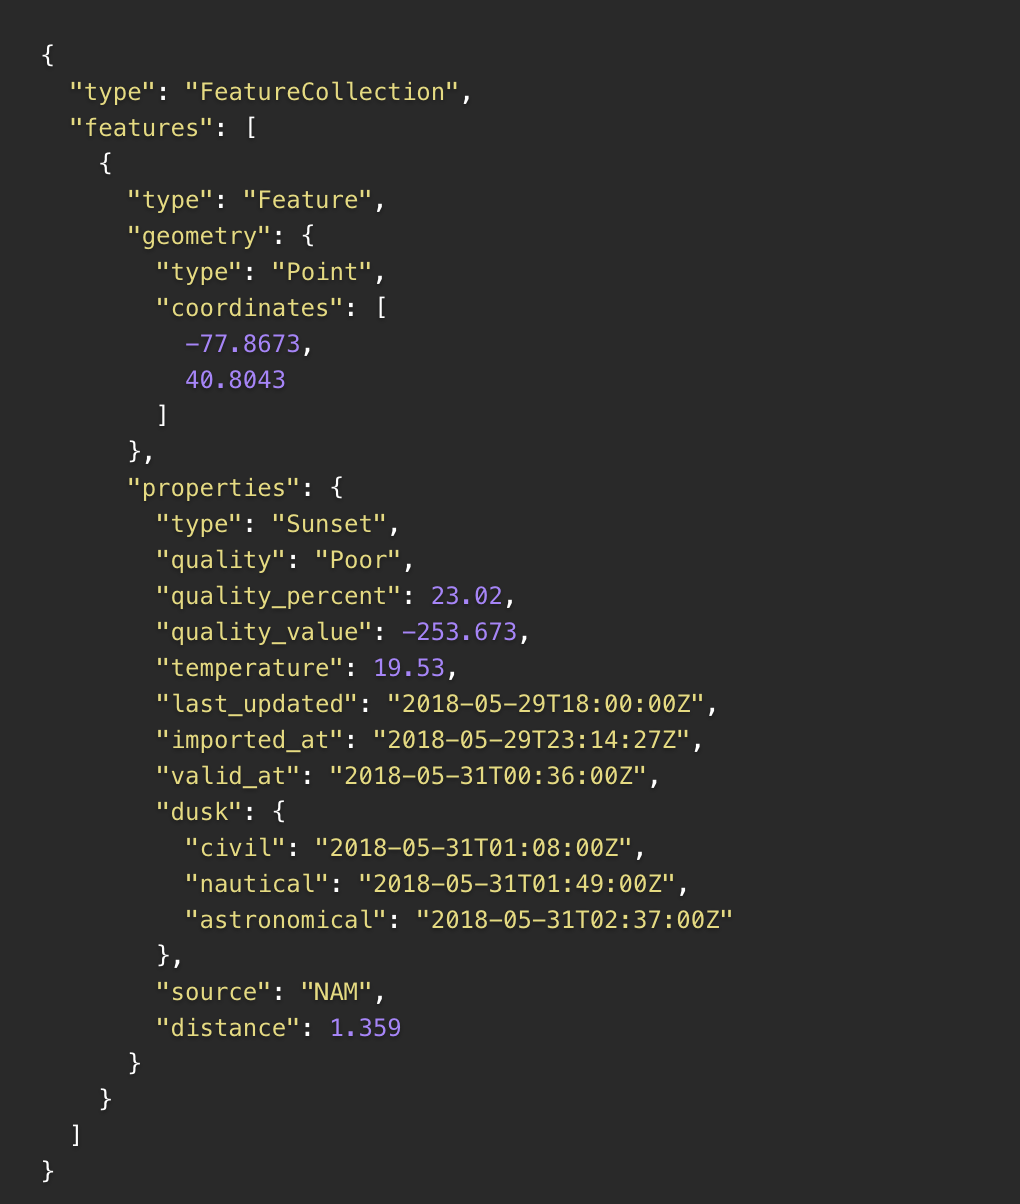 {
  "type": "FeatureCollection",
  "features": [
    {
      "type": "Feature",
      "geometry": {
        "type": "Point",
        "coordinates": [
          -77.8673,
          40.8043
        ]
      },
      "properties": {
        "type": "Sunset",
        "quality": "Poor",
        "quality_percent": 23.02,
        "quality_value": -253.673,
        "temperature": 19.53,
        "last_updated": "2018-05-29T18:00:00Z",
        "imported_at": "2018-05-29T23:14:27Z",
        "valid_at": "2018-05-31T00:36:00Z",
        "dusk": {
          "civil": "2018-05-31T01:08:00Z",
          "nautical": "2018-05-31T01:49:00Z",
          "astronomical": "2018-05-31T02:37:00Z"
        },
        "source": "NAM",
        "distance": 1.359
      }
    }
  ]
}